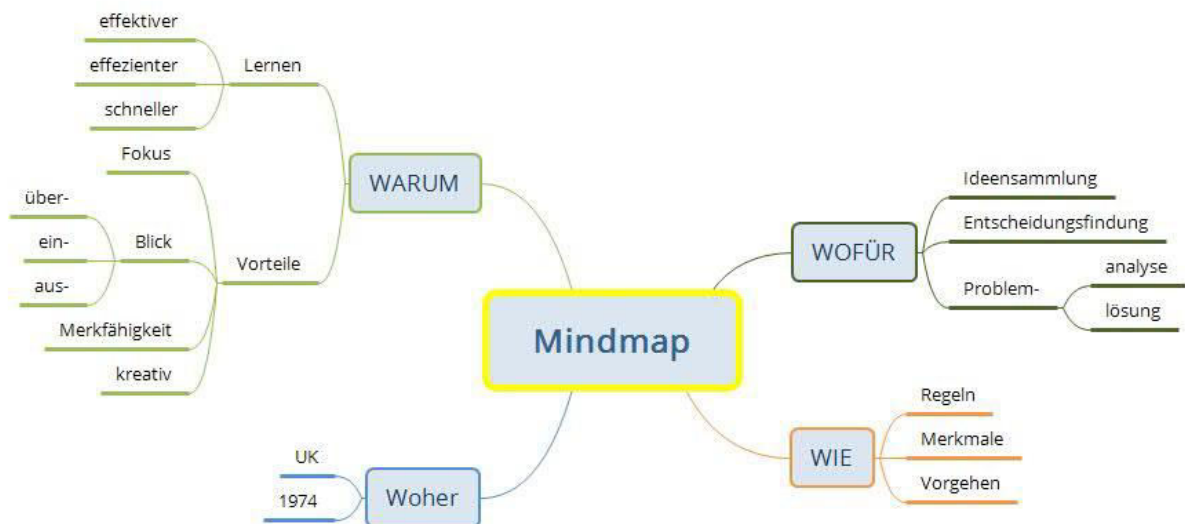 effektiver
effezienter
schneller
Lernen
Fokus
über-
ein-
aus-
Blick
Merkfähigkeit
kreativ
Vorteile
WARUM
Mindmap
UK
1974
Woher
WOFÜR
Ideensammlung
Entscheidungsfindung
Problem-
analyse
lösung
WIE
Regeln
Merkmale
Vorgehen